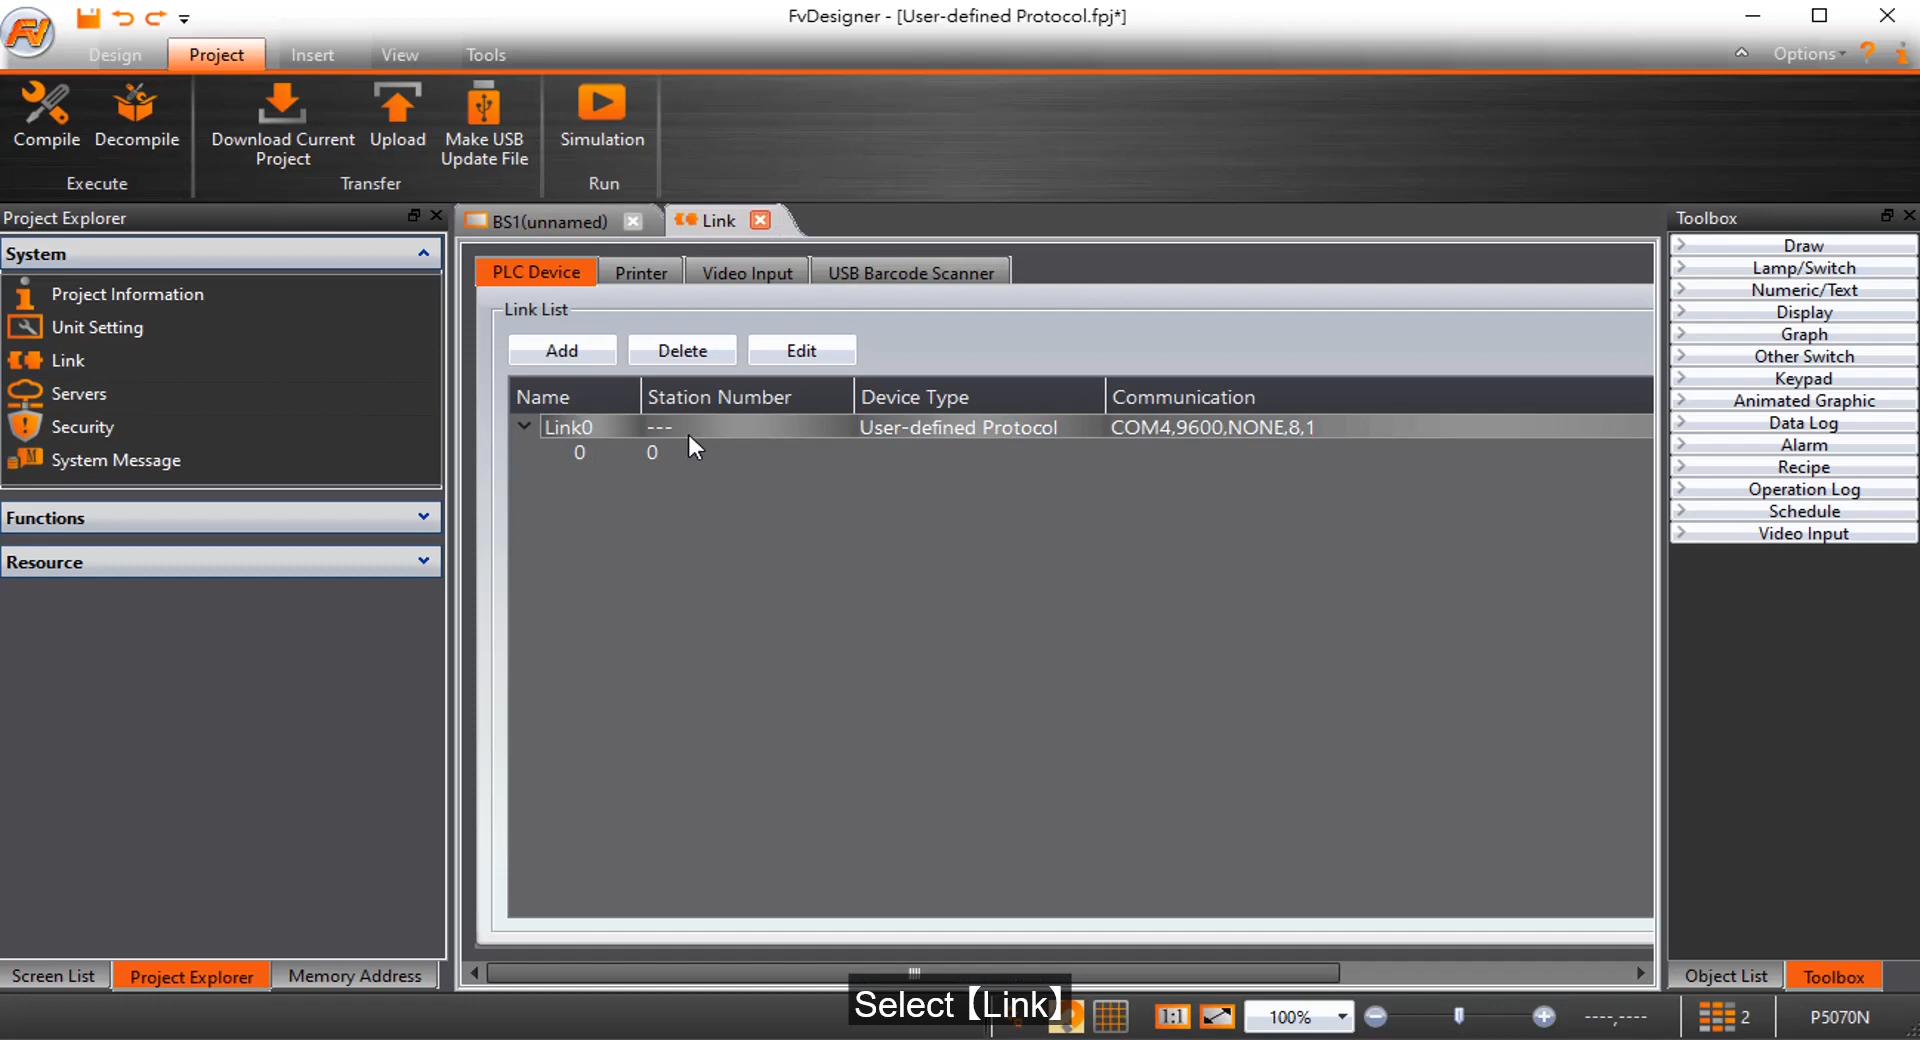 FvDesigner - [User-defined Protocol.fpj*]
Design Project Insert View Tools
Options
Compile Decompile Download Current Project Upload Make USB Update File Simulation
Execute Transfer Run
Project Explorer
System
Project Information
Unit Setting
Link
Servers
Security
System Message
Functions
Resource
Screen List Project Explorer Memory Address
BS1(unnamed) Link
PLC Device Printer Video Input USB Barcode Scanner
Link List
Add Delete Edit
Name Station Number Device Type Communication
Link0 --- User-defined Protocol COM4,9600,NONE,8,1
0 0
Toolbox
Draw
Lamp/Switch
Numeric/Text
Display
Graph
Other Switch
Keypad
Animated Graphic
Data Log
Alarm
Recipe
Operation Log
Schedule
Video Input
Object List Toolbox
Select【Link】
1:1 100% ----,---- 2 P5070N